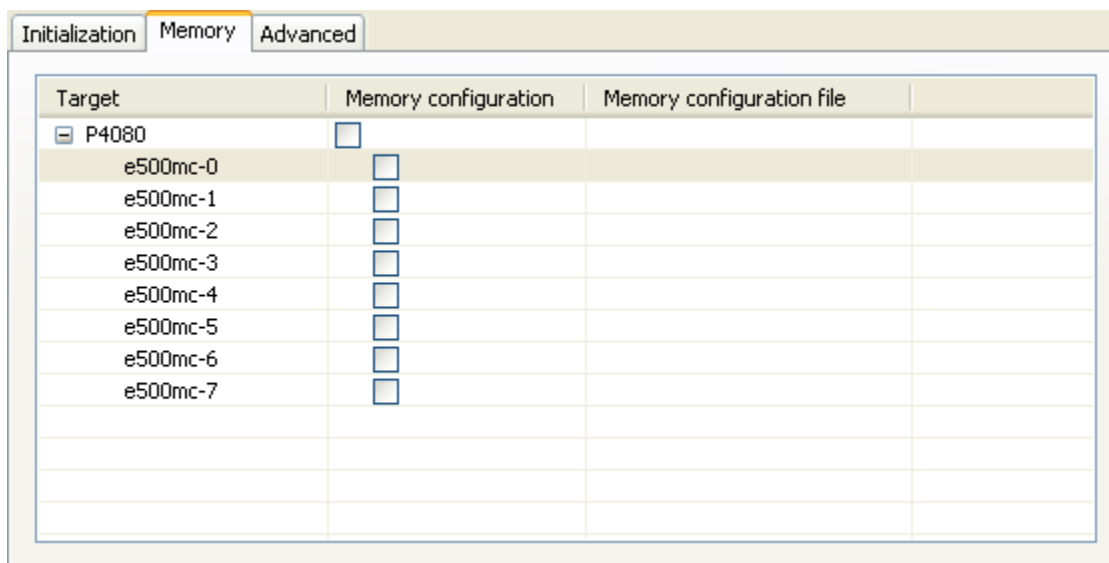 Initialization Memory Advanced
Target Memory configuration Memory configuration file
P4080
e500mc-0
e500mc-1
e500mc-2
e500mc-3
e500mc-4
e500mc-5
e500mc-6
e500mc-7